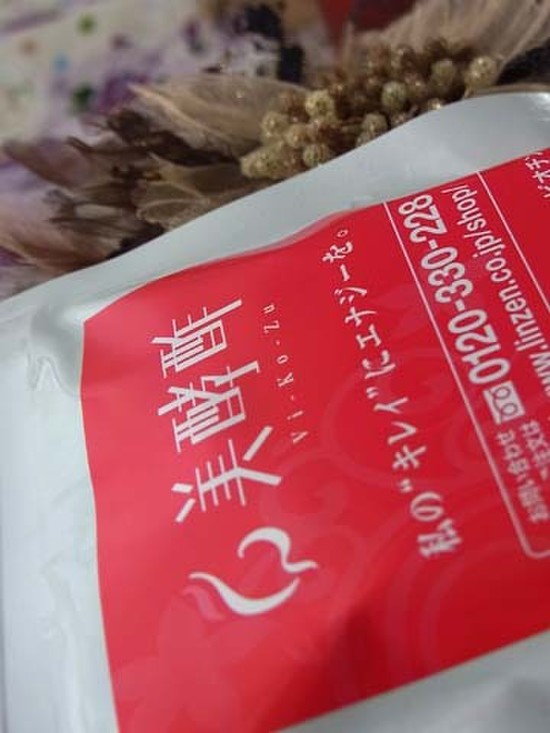 美酵酢
Vi-Ko-Zu
私の"キレイ"にエナジーを。
お問い合わせ
ご注文は
0120-330-228
www.linzen.co.jp/shop/